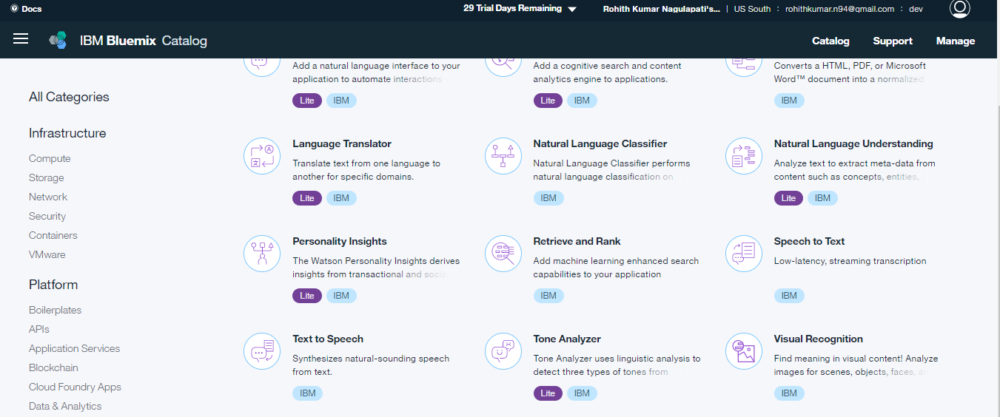 Docs
29 Trial Days Remaining
Rohith Kumar Nagulapati's... | US South : rohithkumar.n94@gmail.com : dev
IBM Bluemix Catalog
Catalog Support Manage
All Categories
Infrastructure
Compute
Storage
Network
Security
Containers
VMware
Platform
Boilerplates
APIs
Application Services
Blockchain
Cloud Foundry Apps
Data & Analytics
Add a natural language interface to your
application to automate interactions
Lite IBM
Add a cognitive search and content
analytics engine to applications.
Lite IBM
Converts a HTML, PDF, or Microsoft
Word™ document into a normalized
IBM
Language Translator
Translate text from one language to
another for specific domains.
Lite IBM
Natural Language Classifier
Natural Language Classifier performs
natural language classification on
IBM
Natural Language Understanding
Analyze text to extract meta-data from
content such as concepts, entities,
Lite IBM
Personality Insights
The Watson Personality Insights derives
insights from transactional and social
Lite IBM
Retrieve and Rank
Add machine learning enhanced search
capabilities to your application
IBM
Speech to Text
Low-latency, streaming transcription
IBM
Text to Speech
Synthesizes natural-sounding speech
from text.
IBM
Tone Analyzer
Tone Analyzer uses linguistic analysis to
detect three types of tones from
Lite IBM
Visual Recognition
Find meaning in visual content! Analyze
images for scenes, objects, faces, a
IBM